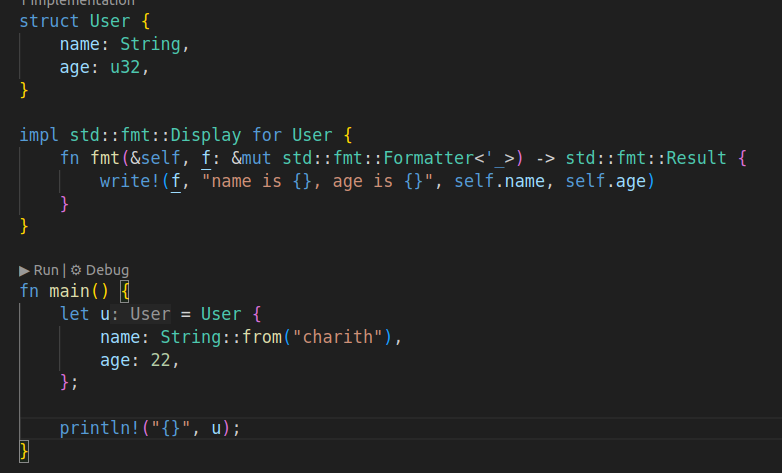 1 implementation
struct User {
    name: String,
    age: u32,
}
impl std::fmt::Display for User {
    fn fmt(&self, f: &mut std::fmt::Formatter<'_>) -> std::fmt::Result {
        write!(f, "name is {}, age is {}", self.name, self.age)
    }
}
▶ Run | ⚙ Debug
fn main() {
    let u: User = User {
        name: String::from("charith"),
        age: 22,
    };
    println!("{}", u);
}